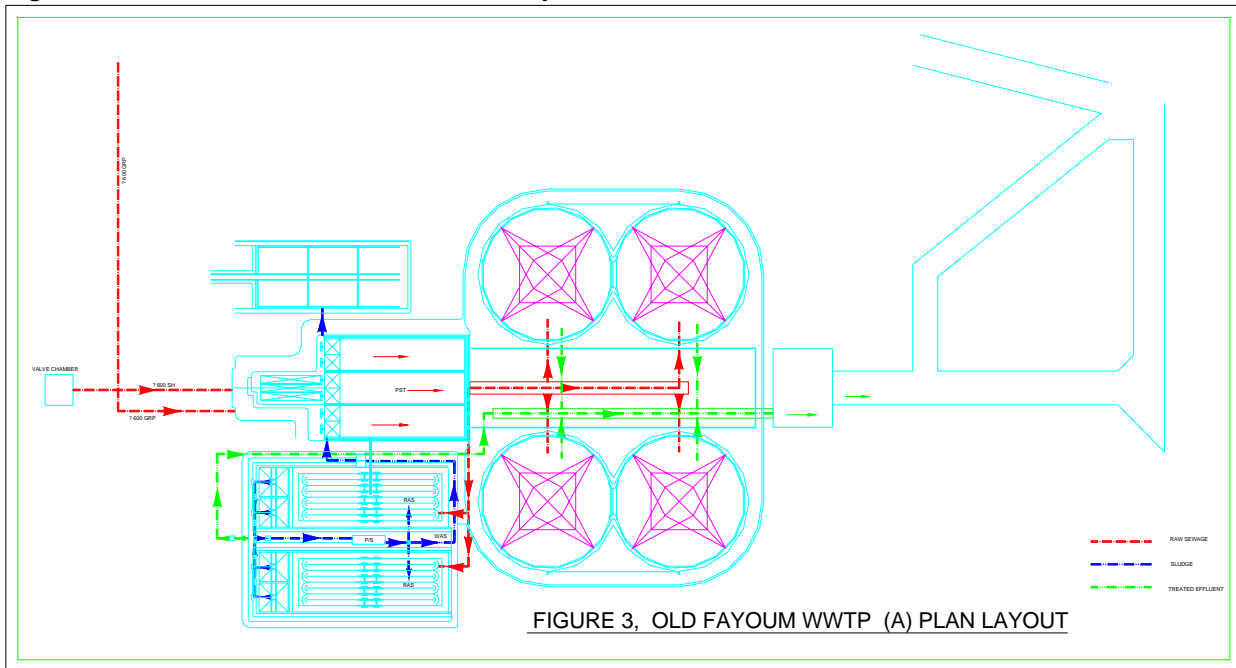 ? 600 GRP
VALVE CHAMBER
? 600 SH
? 600 GRP
PST
RAS
P/S
WAS
RAS
RAW SEWAGE
SLUDGE
TREATED EFFLUENT
FIGURE 3, OLD FAYOUM WWTP (A) PLAN LAYOUT